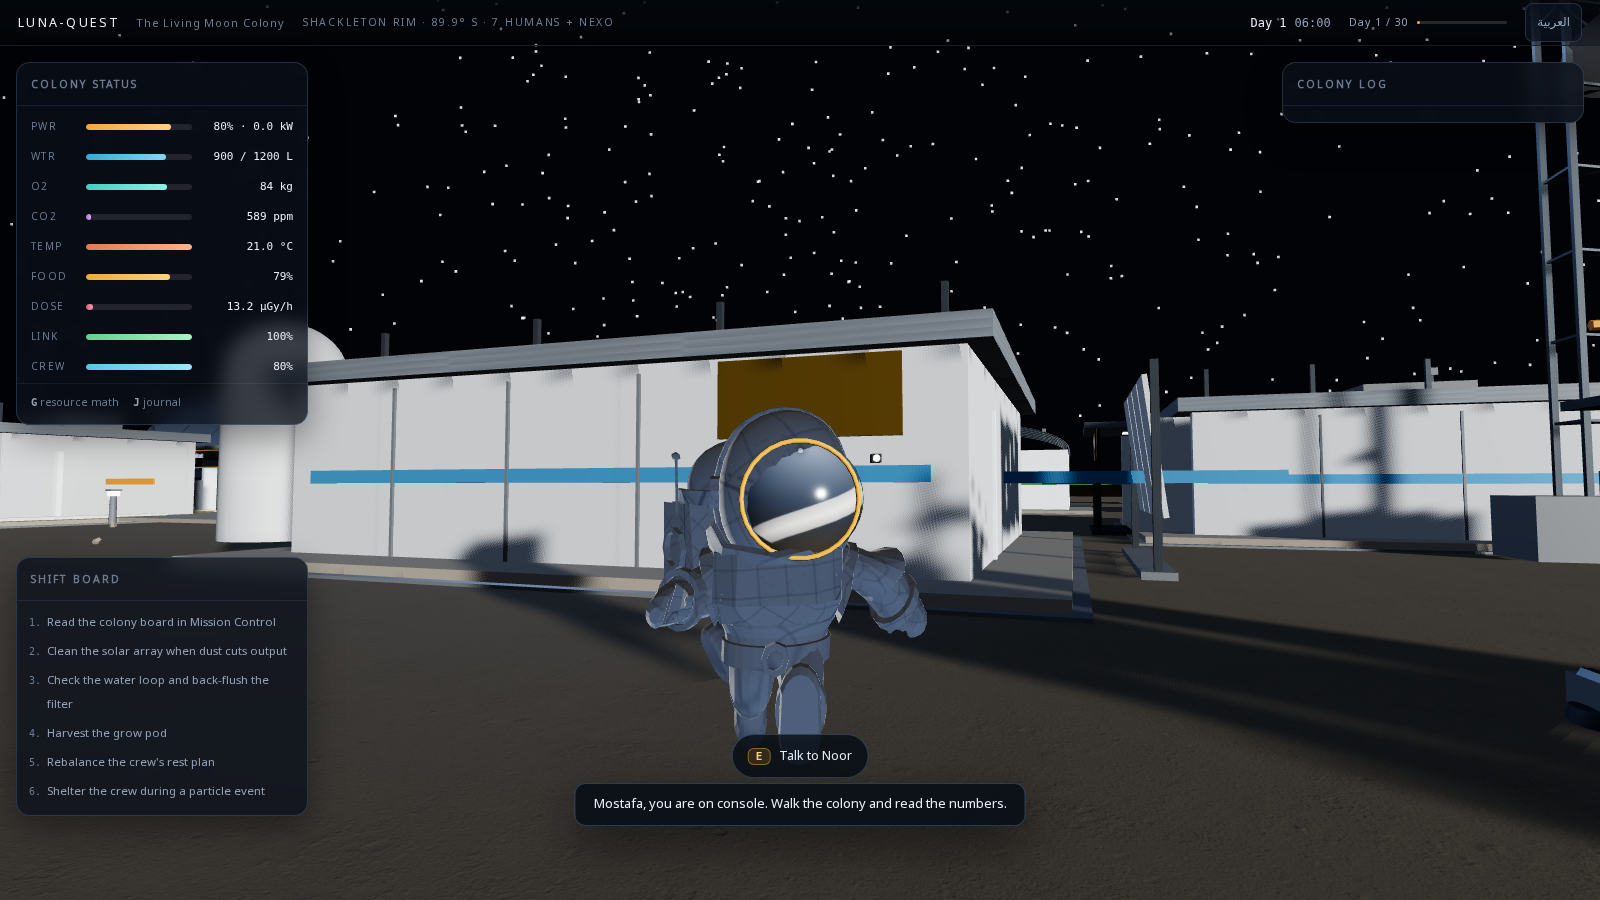 LUNA-QUEST The Living Moon Colony SHACKLETON RIM · 89.9° S · 7 HUMANS + NEXO Day 1 06:00 Day 1 / 30 العربية
COLONY STATUS
PWR 80% · 0.0 kW
WTR 900 / 1200 L
O2 84 kg
CO2 589 ppm
TEMP 21.0 °C
FOOD 79%
DOSE 13.2 µGy/h
LINK 100%
CREW 80%
G resource math J journal
COLONY LOG
SHIFT BOARD
1. Read the colony board in Mission Control
2. Clean the solar array when dust cuts output
3. Check the water loop and back-flush the
filter
4. Harvest the grow pod
5. Rebalance the crew's rest plan
6. Shelter the crew during a particle event
E Talk to Noor
Mostafa, you are on console. Walk the colony and read the numbers.